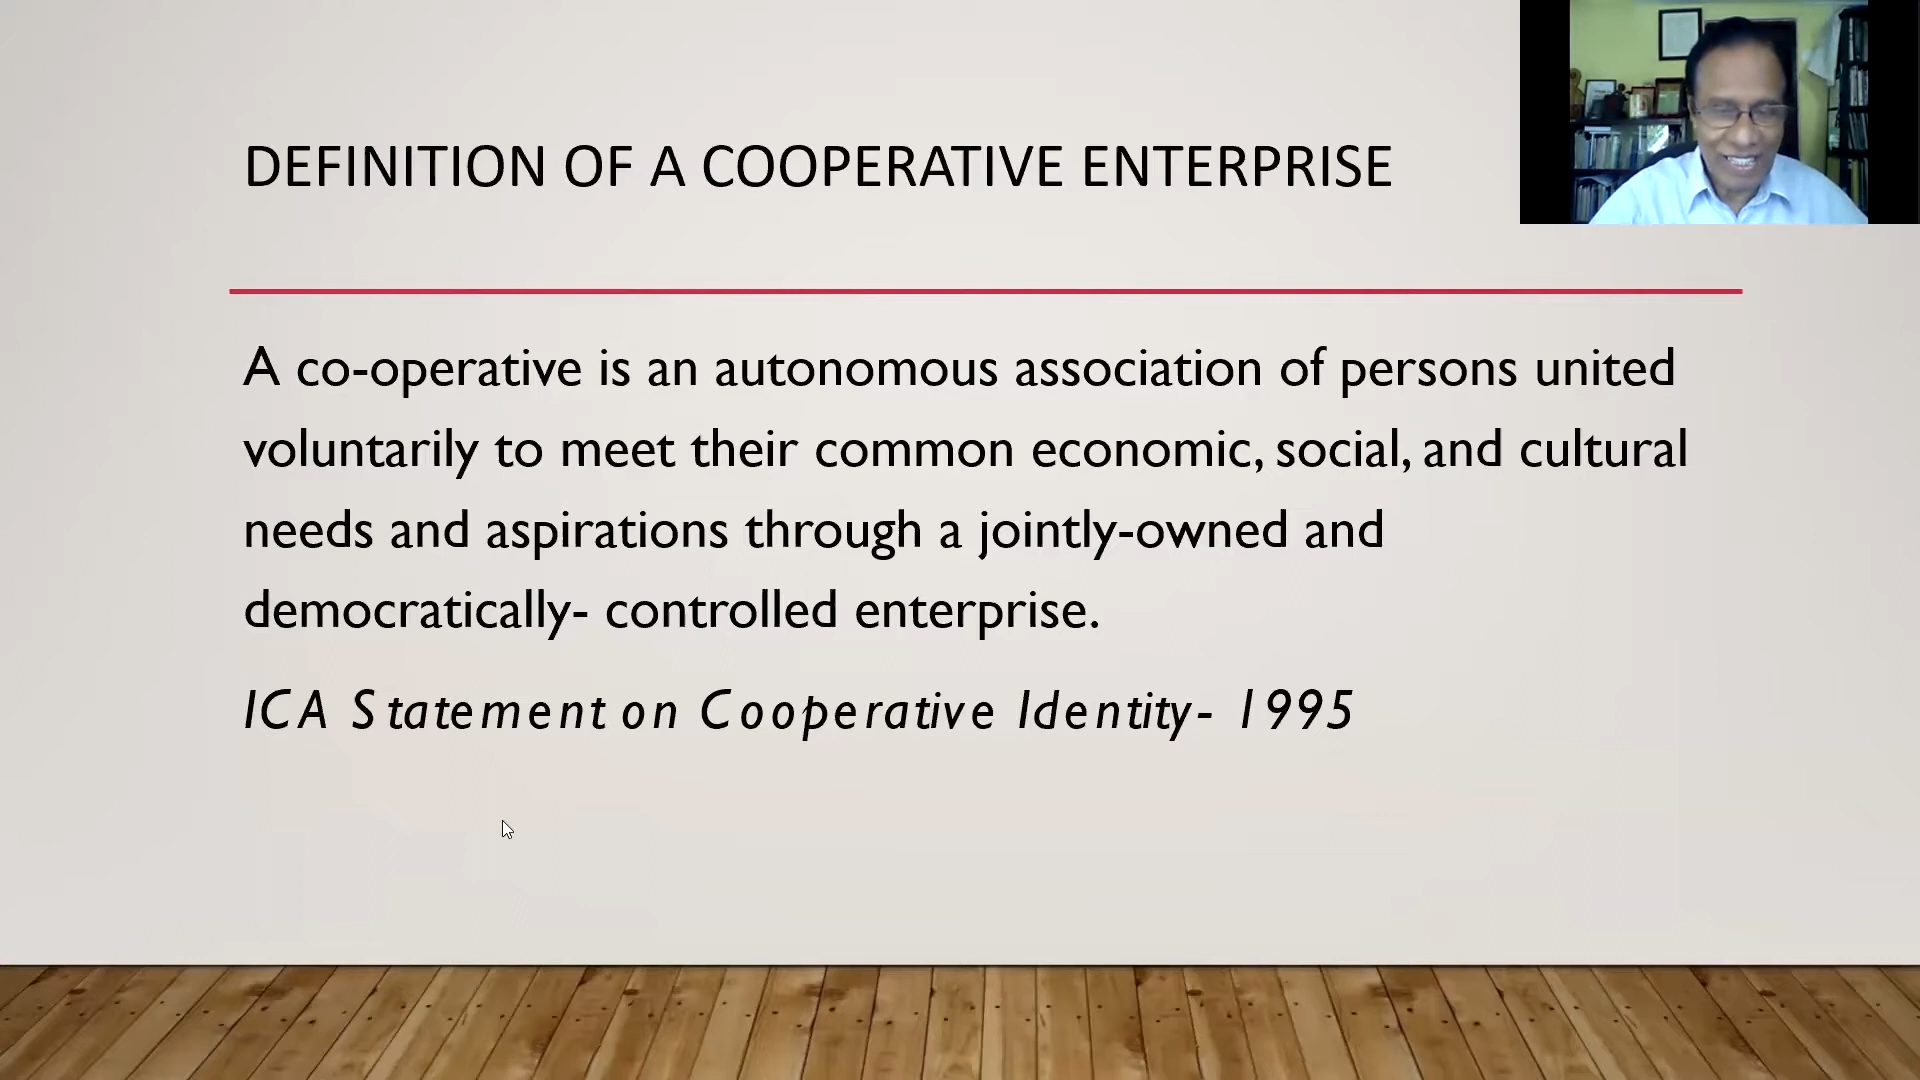 DEFINITION OF A COOPERATIVE ENTERPRISE
A co-operative is an autonomous association of persons united
voluntarily to meet their common economic, social, and cultural
needs and aspirations through a jointly-owned and
democratically- controlled enterprise.
ICA Statement on Cooperative Identity- 1995